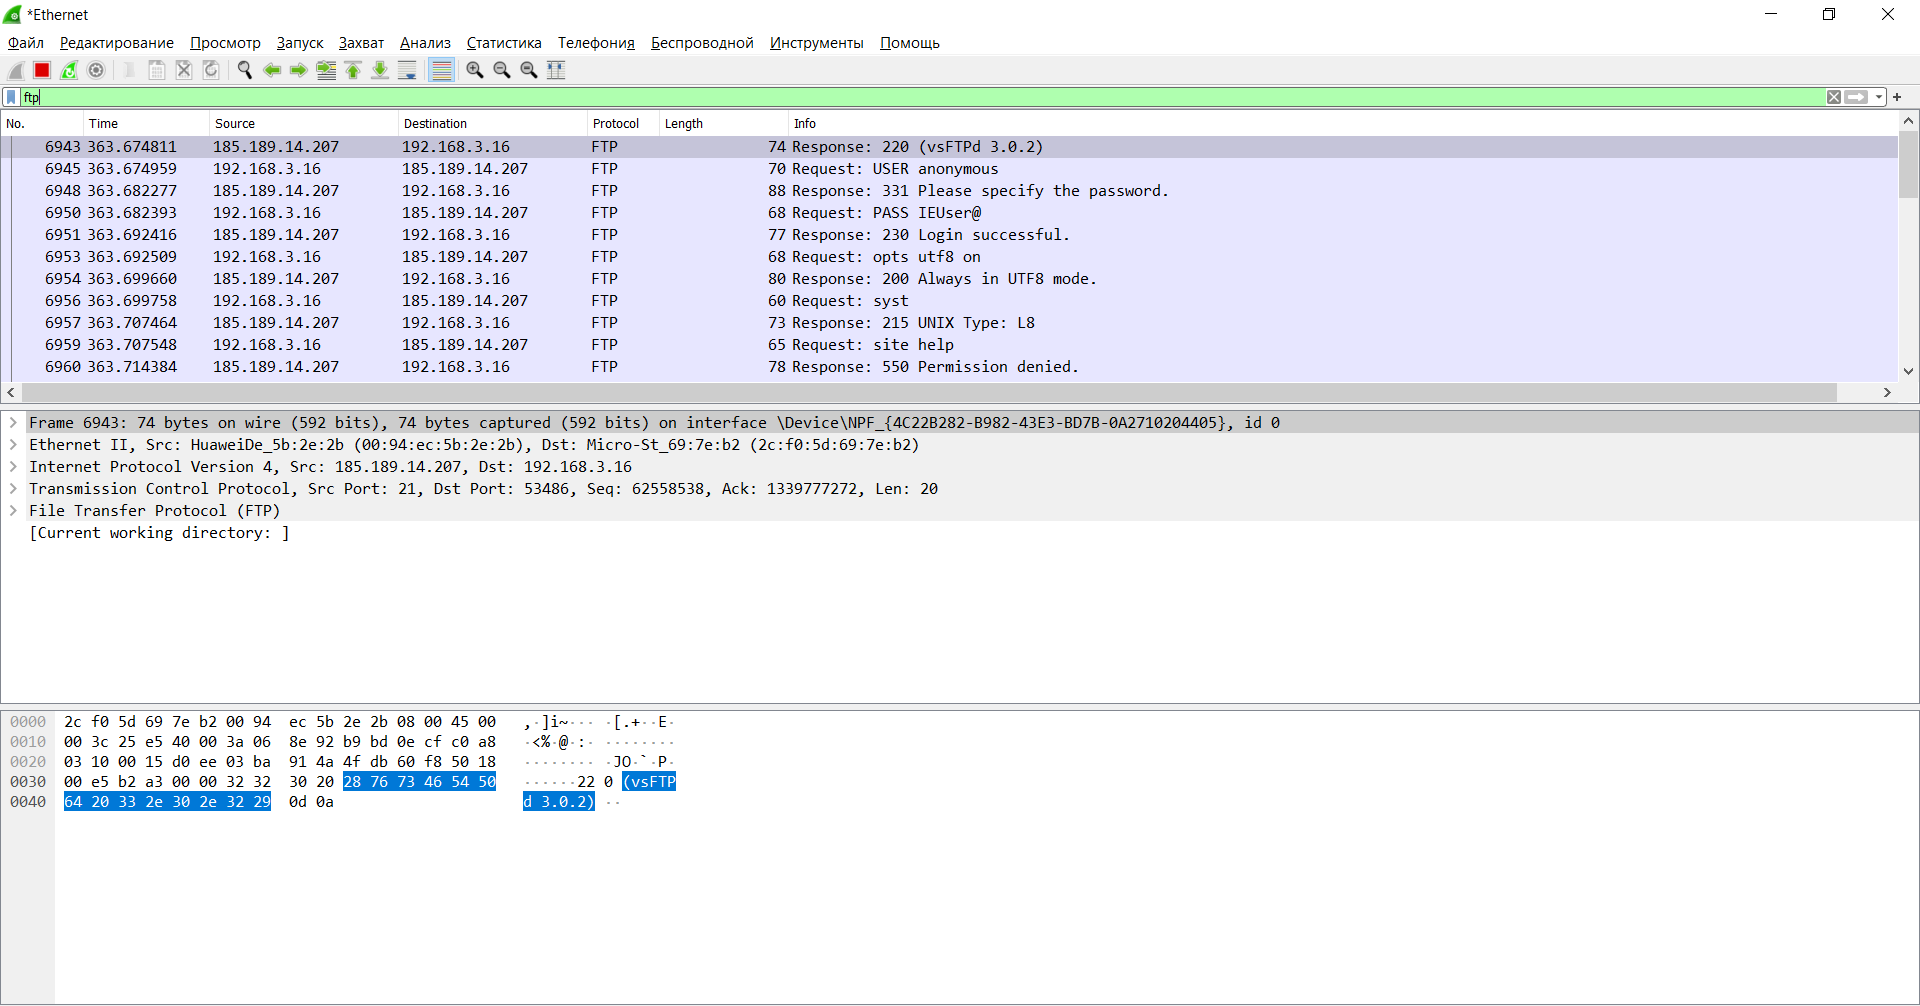 *Ethernet
Файл Редактирование Просмотр Запуск Захват Анализ Статистика Телефония Беспроводной Инструменты Помощь
ftp
No. Time Source Destination Protocol Length Info
6943 363.674811 185.189.14.207 192.168.3.16 FTP 74 Response: 220 (vsFTPd 3.0.2)
6945 363.674959 192.168.3.16 185.189.14.207 FTP 70 Request: USER anonymous
6948 363.682277 185.189.14.207 192.168.3.16 FTP 88 Response: 331 Please specify the password.
6950 363.682393 192.168.3.16 185.189.14.207 FTP 68 Request: PASS IEUser@
6951 363.692416 185.189.14.207 192.168.3.16 FTP 77 Response: 230 Login successful.
6953 363.692509 192.168.3.16 185.189.14.207 FTP 68 Request: opts utf8 on
6954 363.699660 185.189.14.207 192.168.3.16 FTP 80 Response: 200 Always in UTF8 mode.
6956 363.699758 192.168.3.16 185.189.14.207 FTP 60 Request: syst
6957 363.707464 185.189.14.207 192.168.3.16 FTP 73 Response: 215 UNIX Type: L8
6959 363.707548 192.168.3.16 185.189.14.207 FTP 65 Request: site help
6960 363.714384 185.189.14.207 192.168.3.16 FTP 78 Response: 550 Permission denied.
Frame 6943: 74 bytes on wire (592 bits), 74 bytes captured (592 bits) on interface \Device\NPF_{4C22B282-B982-43E3-BD7B-0A2710204405}, id 0
Ethernet II, Src: HuaweiDe_5b:2e:2b (00:94:ec:5b:2e:2b), Dst: Micro-St_69:7e:b2 (2c:f0:5d:69:7e:b2)
Internet Protocol Version 4, Src: 185.189.14.207, Dst: 192.168.3.16
Transmission Control Protocol, Src Port: 21, Dst Port: 53486, Seq: 62558538, Ack: 1339777272, Len: 20
File Transfer Protocol (FTP)
[Current working directory: ]
0000 2c f0 5d 69 7e b2 00 94 ec 5b 2e 2b 08 00 45 00 ,·]i~··· ·[.+··E·
0010 00 3c 25 e5 40 00 3a 06 8e 92 b9 bd 0e cf c0 a8 ·<%·@·:· ········
0020 03 10 00 15 d0 ee 03 ba 91 4a 4f db 60 f8 50 18 ········ ·JO·`·P·
0030 00 e5 b2 a3 00 00 32 32 30 20 28 76 73 46 54 50 ······22 0 (vsFTP
0040 64 20 33 2e 30 2e 32 29 0d 0a d 3.0.2) ··